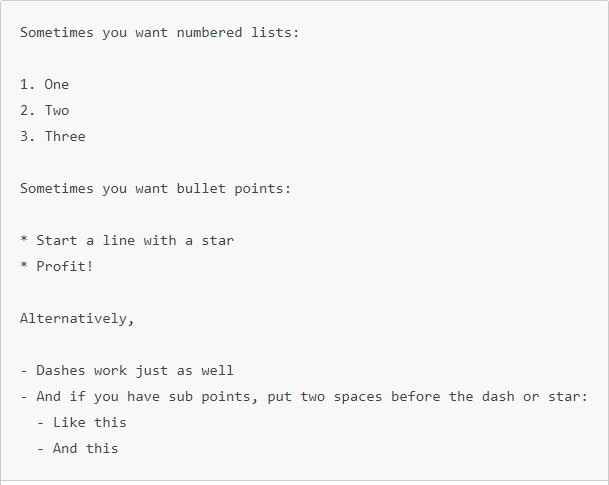 Sometimes you want numbered lists:
1. One
2. Two
3. Three
Sometimes you want bullet points:
* Start a line with a star
* Profit!
Alternatively,
- Dashes work just as well
- And if you have sub points, put two spaces before the dash or star:
  - Like this
  - And this